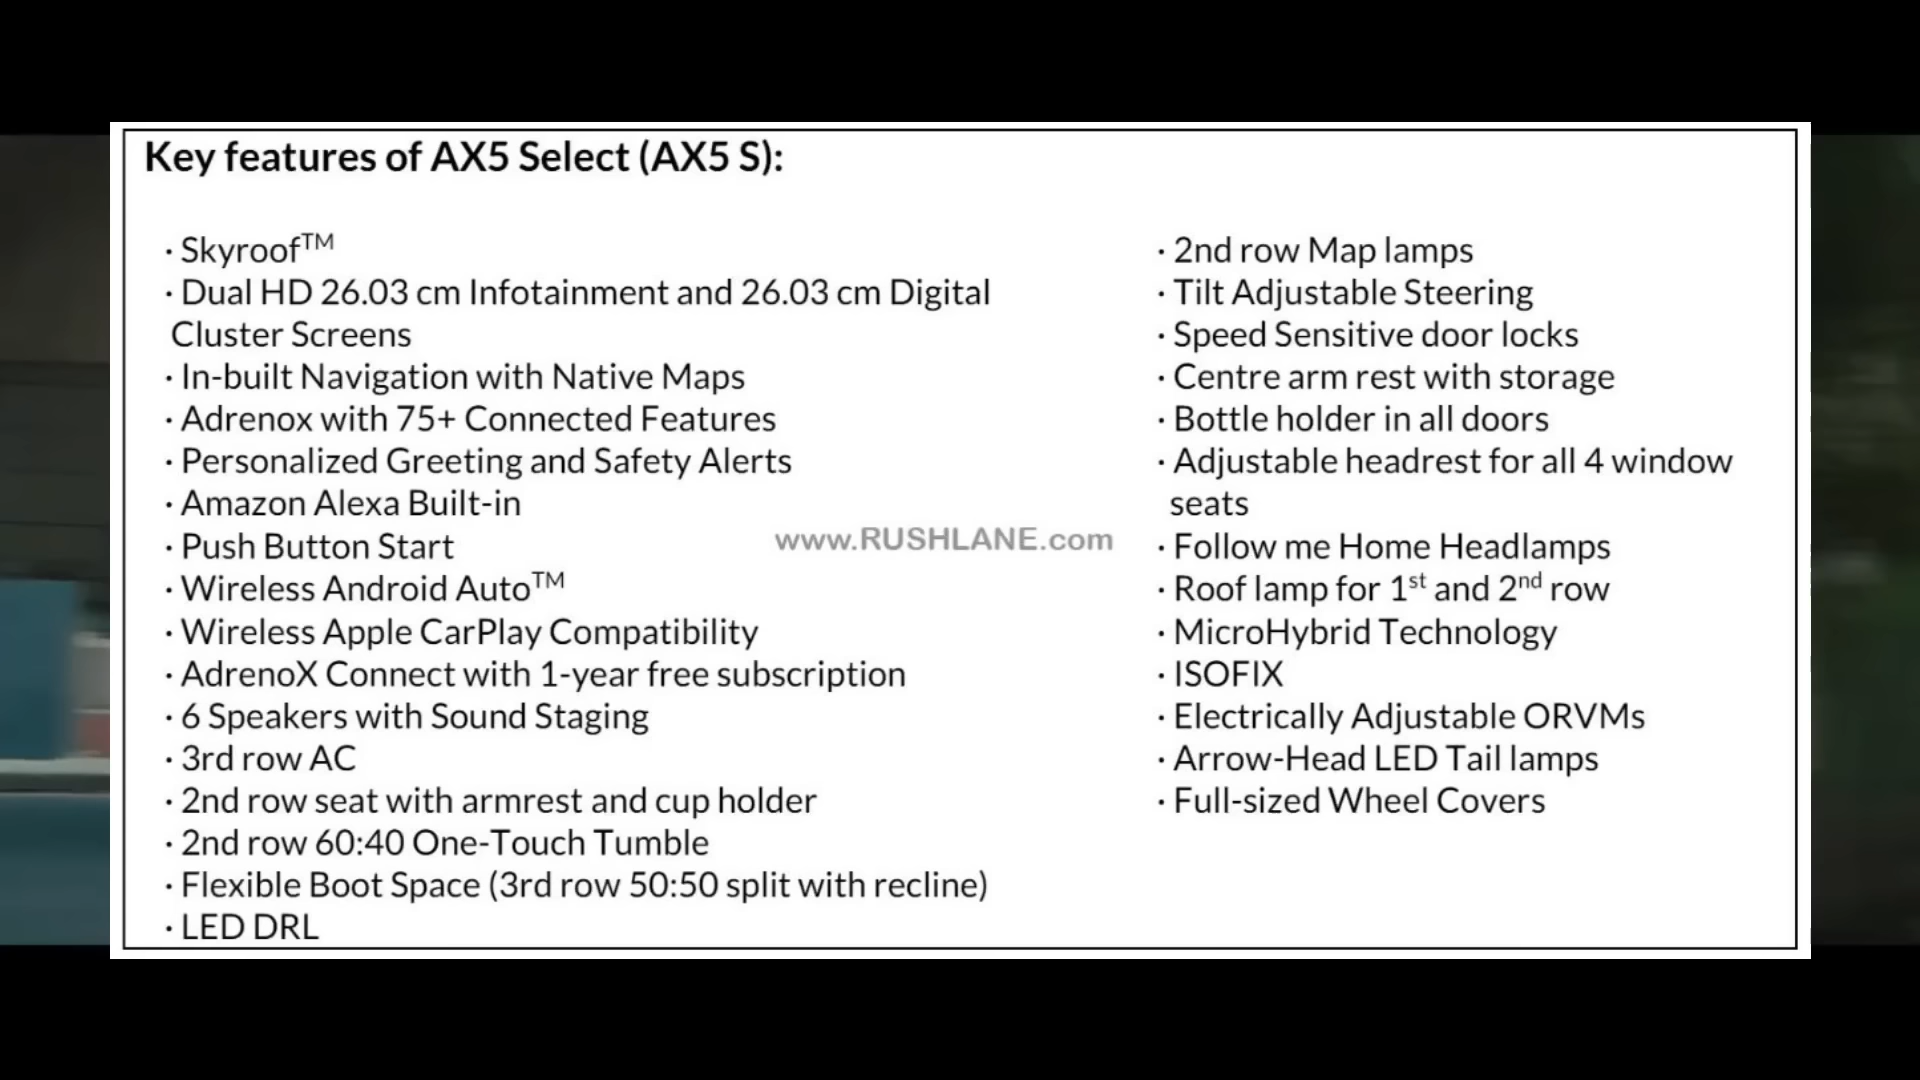 Key features of AX5 Select (AX5 S):
· Skyroof™
· Dual HD 26.03 cm Infotainment and 26.03 cm Digital
Cluster Screens
· In-built Navigation with Native Maps
· Adrenox with 75+ Connected Features
· Personalized Greeting and Safety Alerts
· Amazon Alexa Built-in
· Push Button Start
· Wireless Android Auto™
· Wireless Apple CarPlay Compatibility
· AdrenoX Connect with 1-year free subscription
· 6 Speakers with Sound Staging
· 3rd row AC
· 2nd row seat with armrest and cup holder
· 2nd row 60:40 One-Touch Tumble
· Flexible Boot Space (3rd row 50:50 split with recline)
· LED DRL
www.RUSHLANE.com
· 2nd row Map lamps
· Tilt Adjustable Steering
· Speed Sensitive door locks
· Centre arm rest with storage
· Bottle holder in all doors
· Adjustable headrest for all 4 window
seats
· Follow me Home Headlamps
· Roof lamp for 1st and 2nd row
· MicroHybrid Technology
· ISOFIX
· Electrically Adjustable ORVMs
· Arrow-Head LED Tail lamps
· Full-sized Wheel Covers